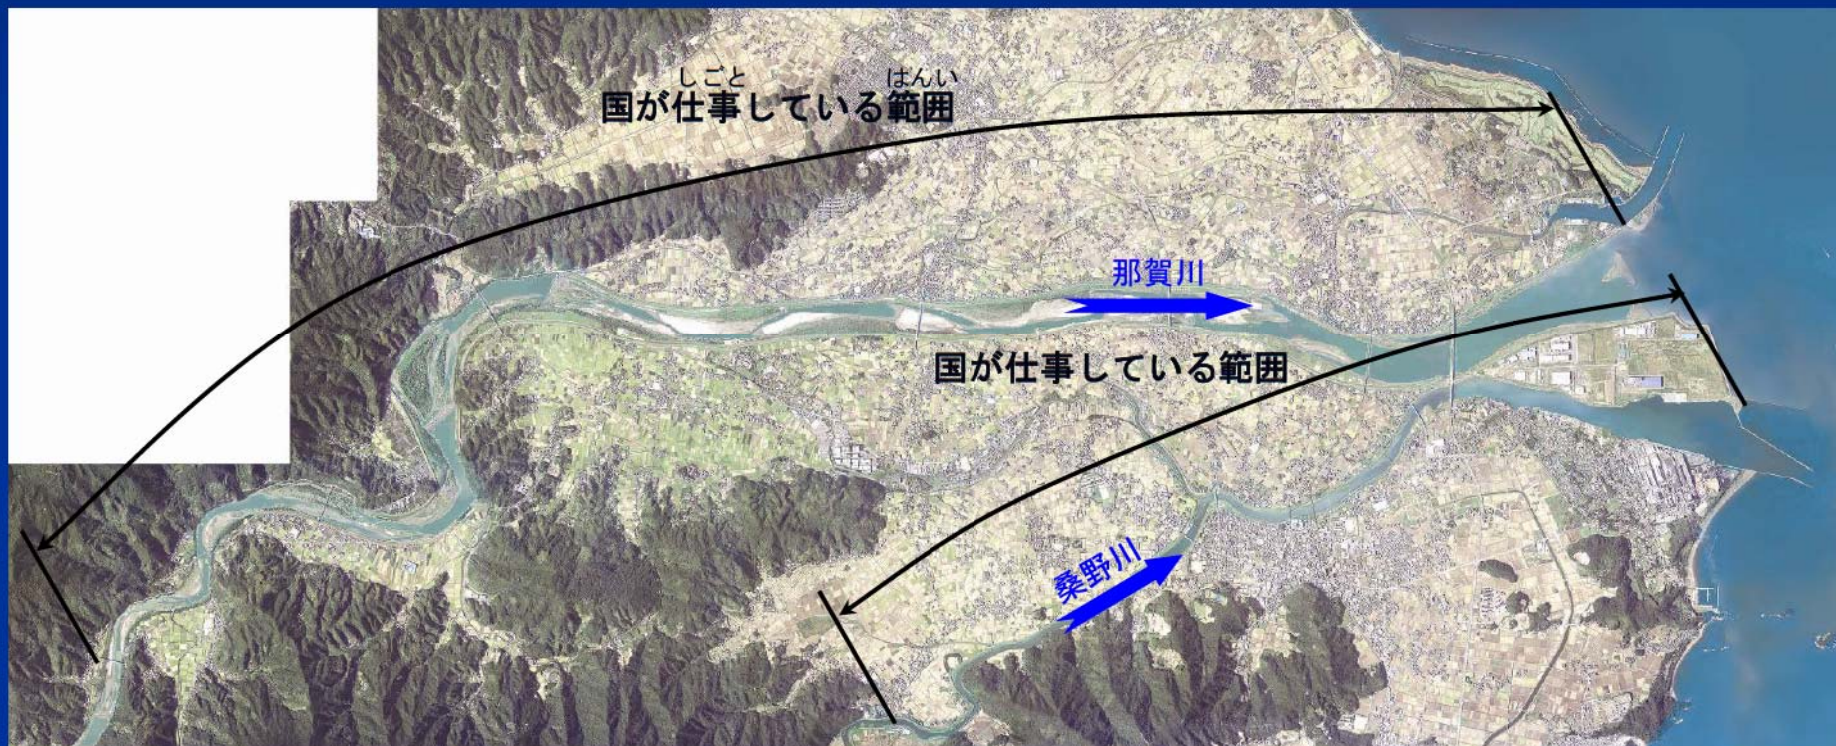 しごと はんい
国が仕事している範囲
那賀川
国が仕事している範囲
桑野川